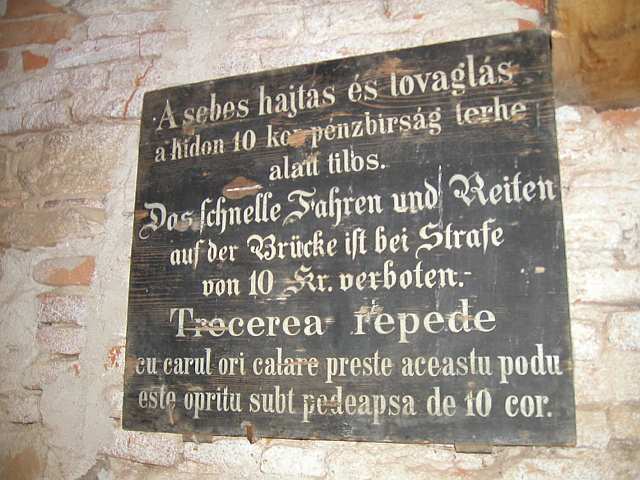 A sebes hajtás és lovaglás
a hidon 10 kor pénzbirság terhe
alatt tilos.
Das schnelle Fahren und Reiten
auf der Brücke ist bei Strafe
von 10 Kr. verboten.
Trecerea repede
cu carul ori calare preste aceastu podu
este opritu subt pedeapsa de 10 cor.